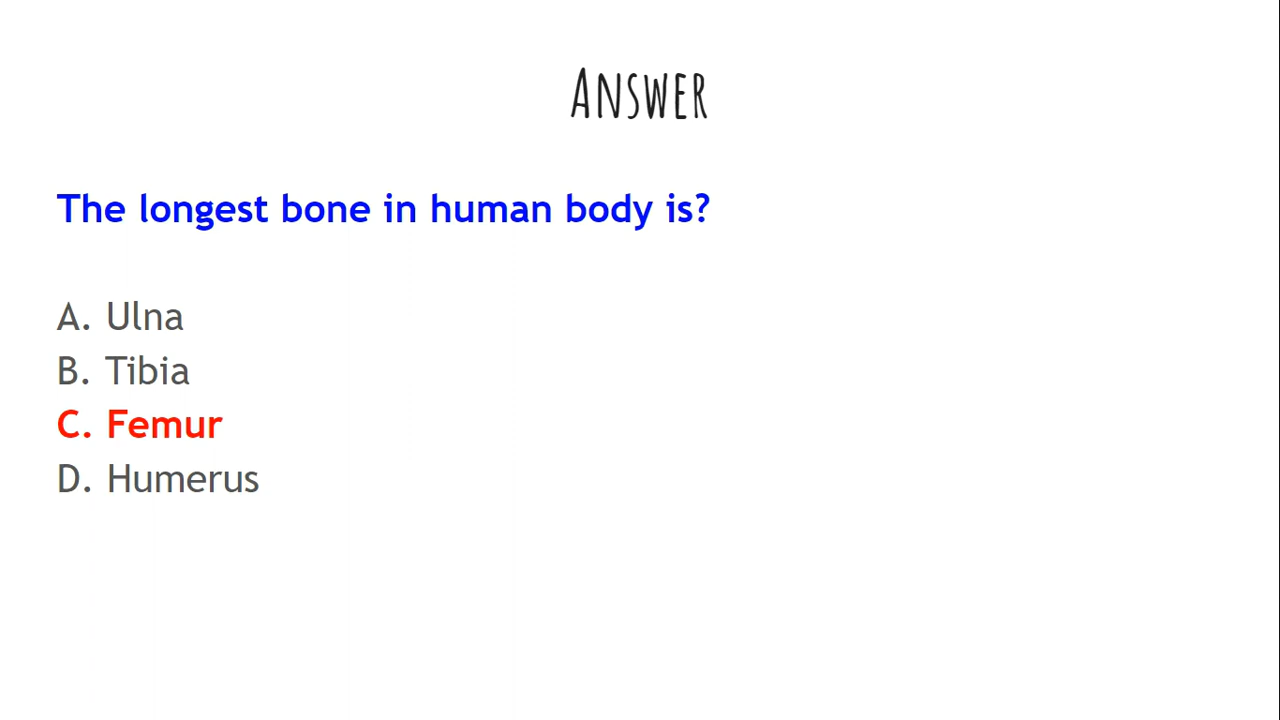 ANSWER
The longest bone in human body is?
A. Ulna
B. Tibia
C. Femur
D. Humerus